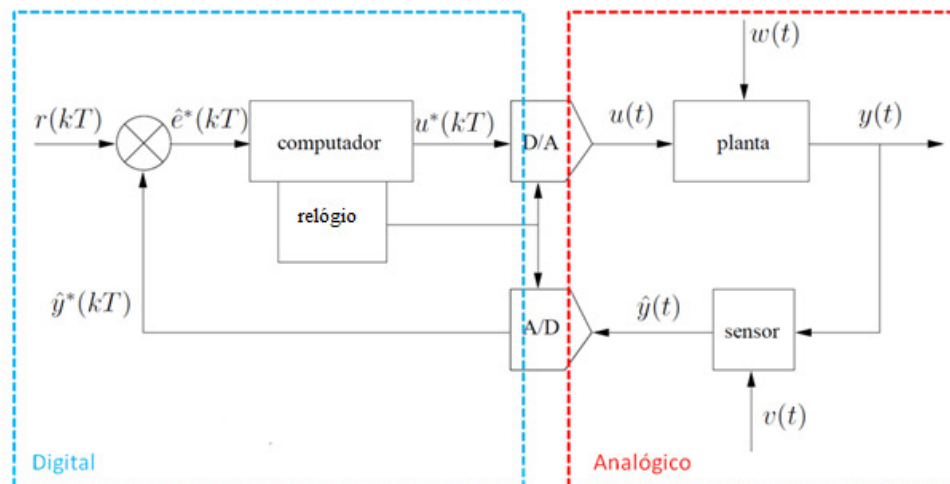 w(t)
r(kT)
ê*(kT)
computador
u*(kT)
D/A
u(t)
planta
y(t)
relógio
ŷ*(kT)
A/D
ŷ(t)
sensor
v(t)
Digital
Analógico